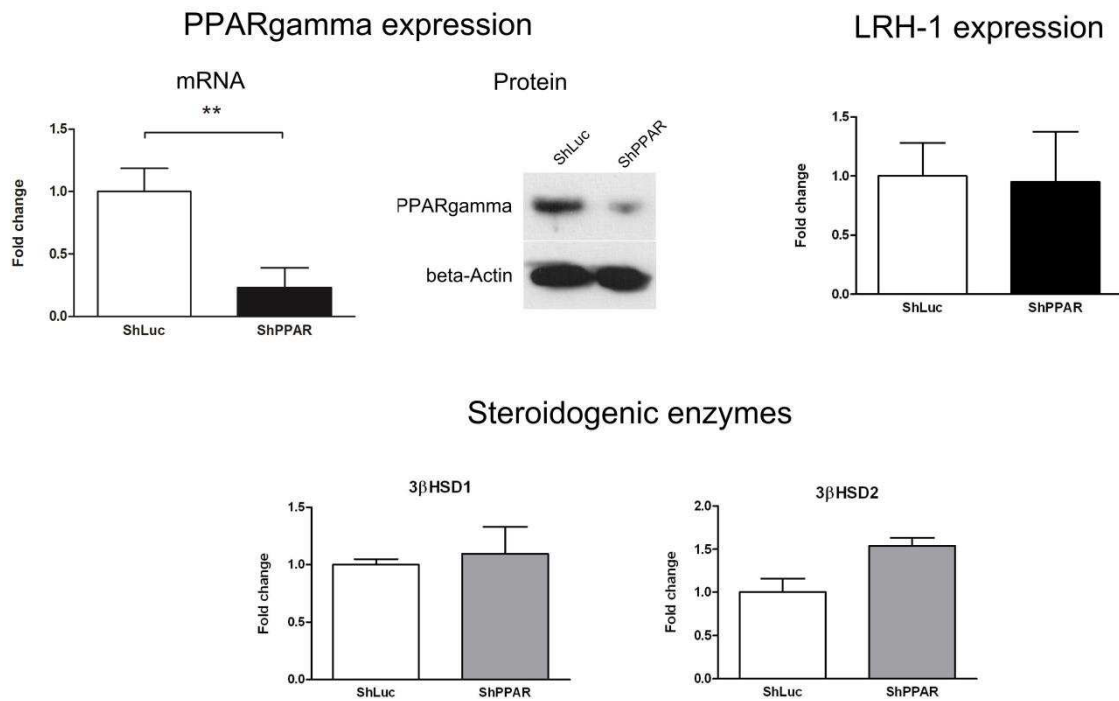 PPARgamma expression
LRH-1 expression
mRNA
Protein
**
Fold change
1.5
1.0
0.5
0.0
ShLuc
ShPPAR
ShLuc
ShPPAR
PPARgamma
beta-Actin
Fold change
1.5
1.0
0.5
0.0
ShLuc
ShPPAR
Steroidogenic enzymes
3βHSD1
Fold change
1.5
1.0
0.5
0.0
ShLuc
ShPPAR
3βHSD2
Fold change
2.0
1.5
1.0
0.5
0.0
ShLuc
ShPPAR